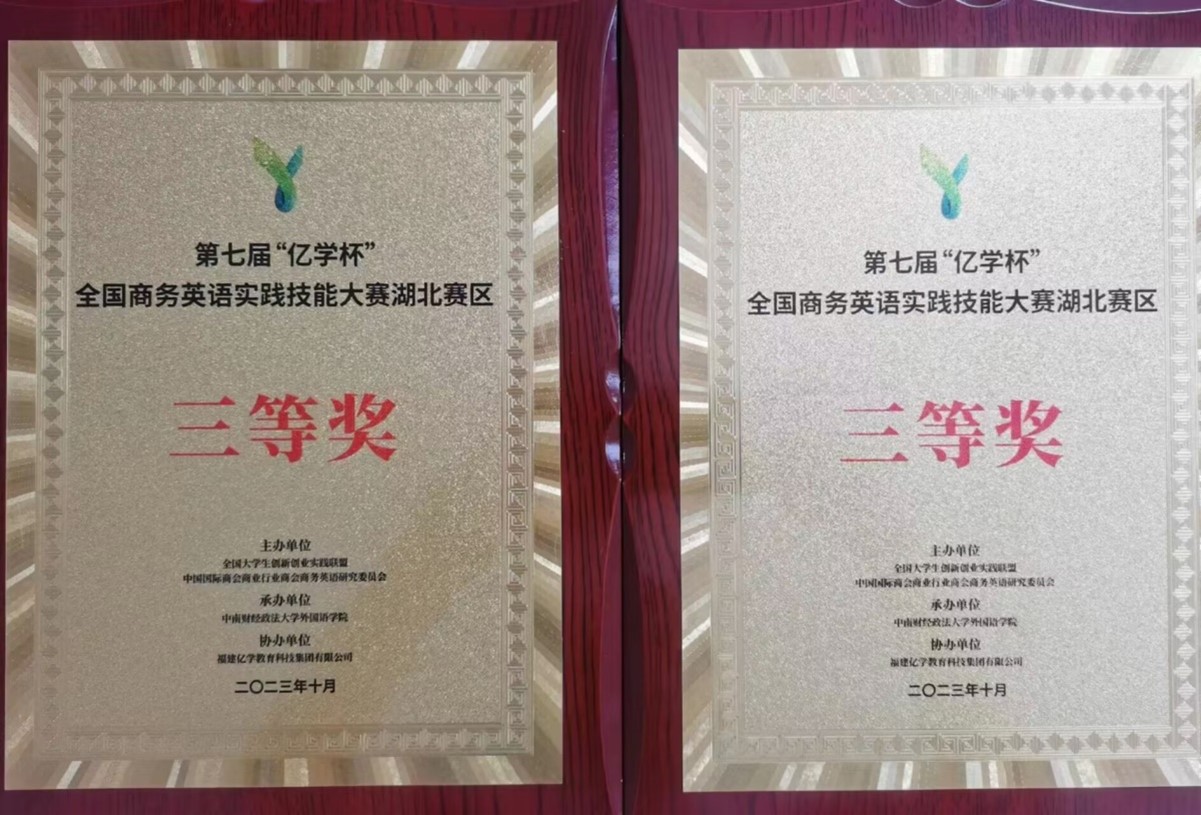 第七届“亿学杯”
全国商务英语实践技能大赛湖北赛区
三等奖
主办单位
全国大学生创新创业实践联盟
中国国际商会商业行业商会商务英语研究委员会
承办单位
中南财经政法大学外国语学院
协办单位
福建亿学教育科技集团有限公司
二〇二三年十月
第七届“亿学杯”
全国商务英语实践技能大赛湖北赛区
三等奖
主办单位
全国大学生创新创业实践联盟
中国国际商会商业行业商会商务英语研究委员会
承办单位
中南财经政法大学外国语学院
协办单位
福建亿学教育科技集团有限公司
二〇二三年十月